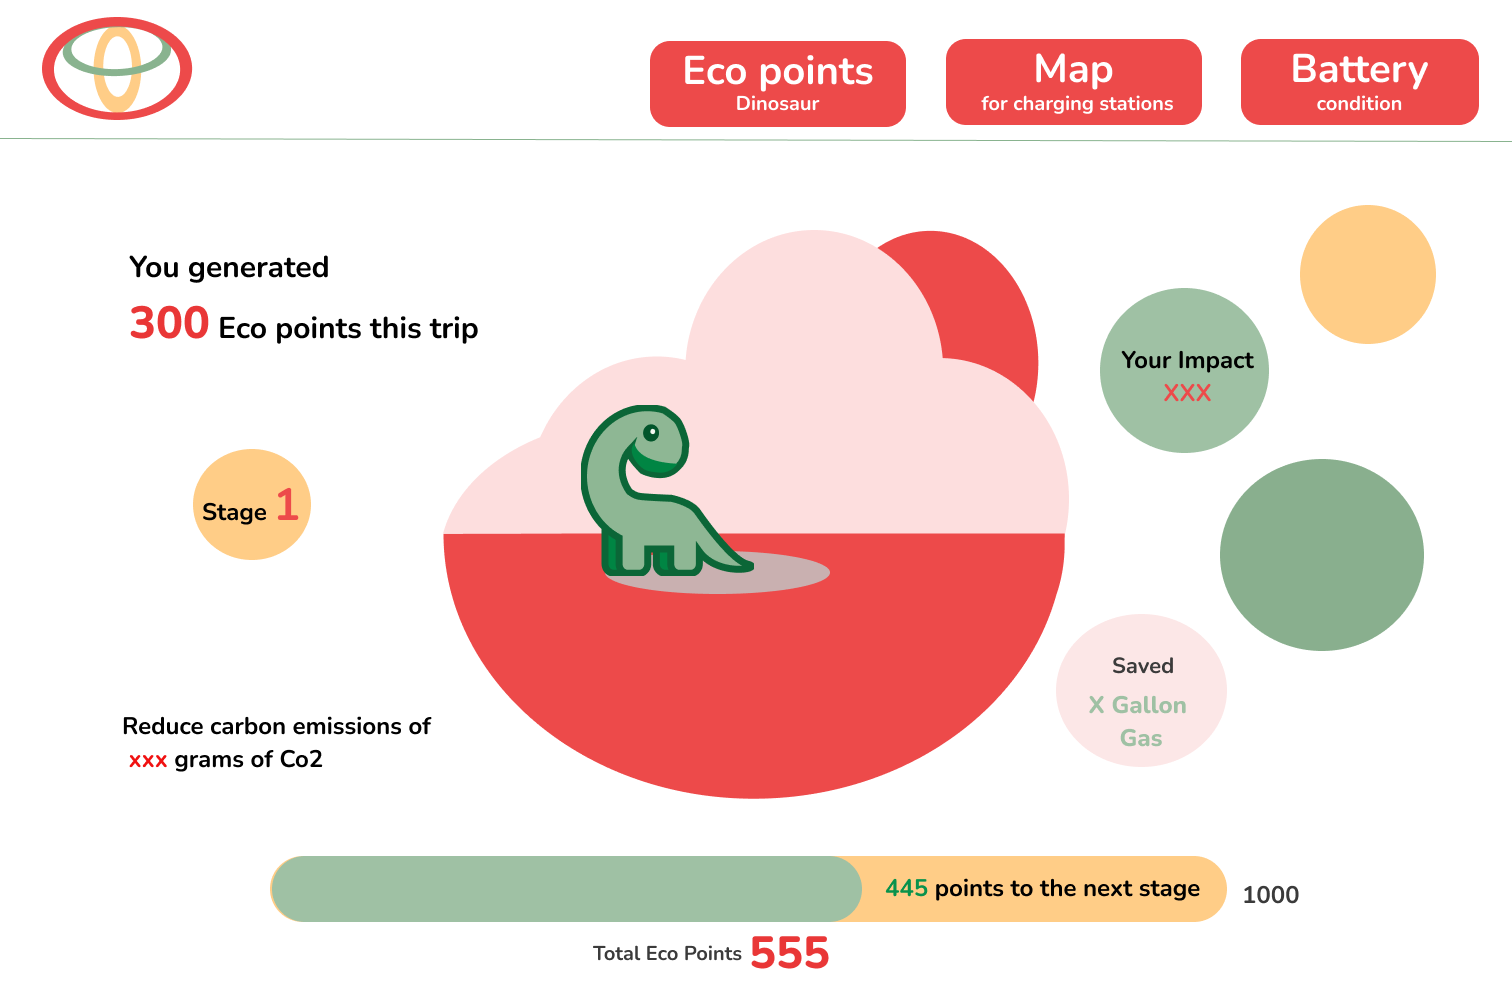 Eco points
Dinosaur
Map
for charging stations
Battery
condition
You generated
300 Eco points this trip
Your Impact
XXX
Stage 1
Saved
X Gallon
Gas
Reduce carbon emissions of
xxx grams of Co2
445 points to the next stage
1000
Total Eco Points 555